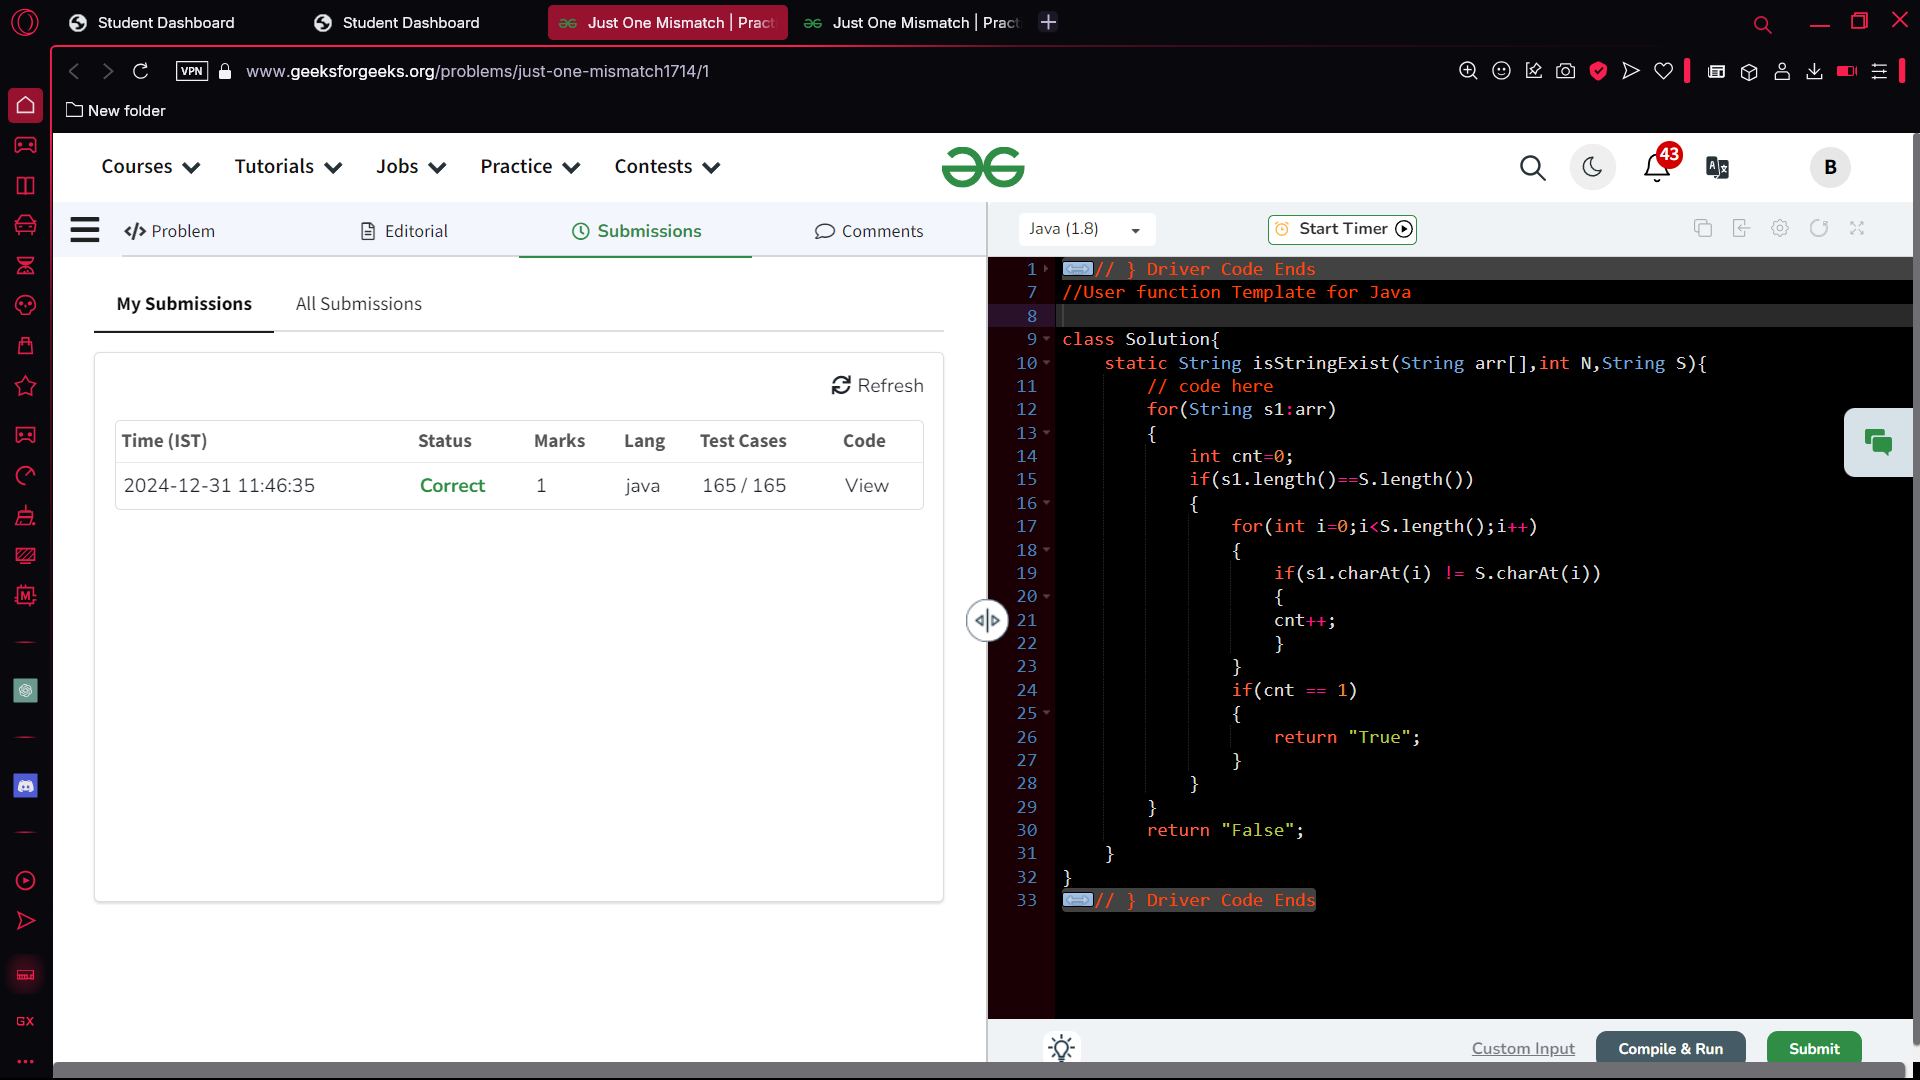 Student Dashboard
Student Dashboard
Just One Mismatch | Pract
Just One Mismatch | Pract
VPN
www.geeksforgeeks.org/problems/just-one-mismatch1714/1
New folder
Courses
Tutorials
Jobs
Practice
Contests
43
B
</> Problem
Editorial
Submissions
Comments
Java (1.8)
Start Timer
My Submissions
All Submissions
Refresh
Time (IST) Status Marks Lang Test Cases Code
2024-12-31 11:46:35 Correct 1 java 165 / 165 View
1 // } Driver Code Ends
7 //User function Template for Java
8
9 class Solution{
10 static String isStringExist(String arr[],int N,String S){
11 // code here
12 for(String s1:arr)
13 {
14 int cnt=0;
15 if(s1.length()==S.length())
16 {
17 for(int i=0;i<S.length();i++)
18 {
19 if(s1.charAt(i) != S.charAt(i))
20 {
21 cnt++;
22 }
23 }
24 if(cnt == 1)
25 {
26 return "True";
27 }
28 }
29 }
30 return "False";
31 }
32 }
33 // } Driver Code Ends
M
GX
Custom Input
Compile & Run
Submit